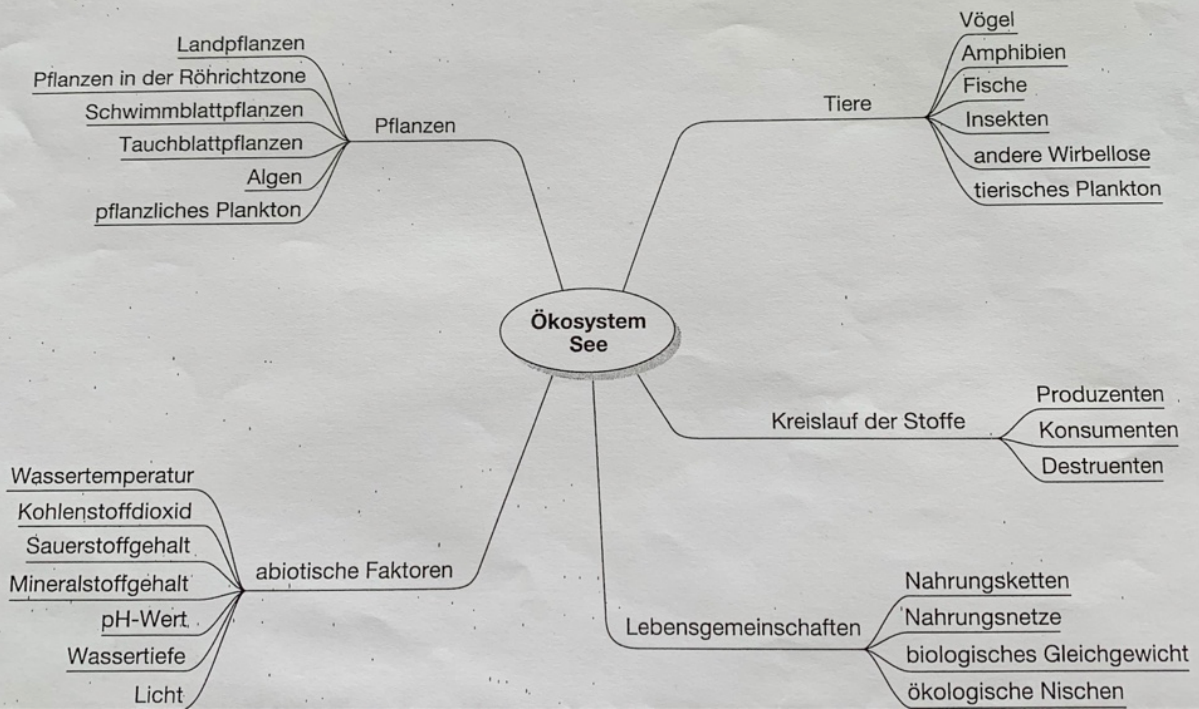 Landpflanzen
Pflanzen in der Röhrichtzone
Schwimmblattpflanzen
Tauchblattpflanzen
Algen
pflanzliches Plankton
Pflanzen
Vögel
Amphibien
Fische
Insekten
andere Wirbellose
tierisches Plankton
Tiere
Ökosystem
See
Kreislauf der Stoffe
Produzenten
Konsumenten
Destruenten
Wassertemperatur
Kohlenstoffdioxid
Sauerstoffgehalt
Mineralstoffgehalt
pH-Wert
Wassertiefe
Licht
abiotische Faktoren
Lebensgemeinschaften
Nahrungsketten
Nahrungsnetze
biologisches Gleichgewicht
ökologische Nischen